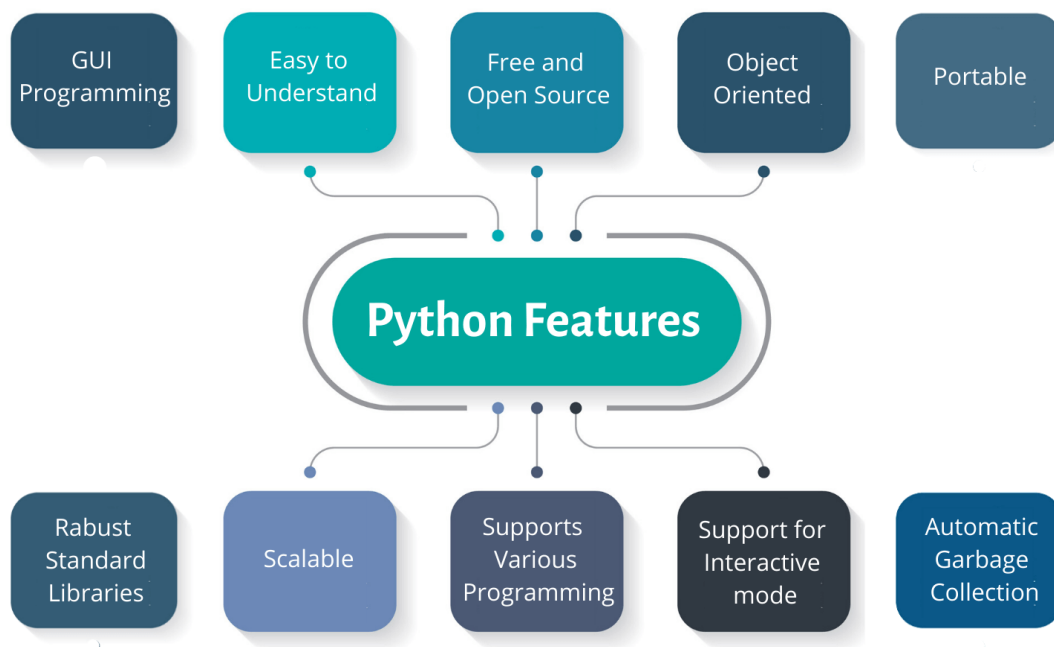 GUI
Programming
Easy to
Understand
Free and
Open Source
Object
Oriented
Portable
Python Features
Rabust
Standard
Libraries
Scalable
Supports
Various
Programming
Support for
Interactive
mode
Automatic
Garbage
Collection